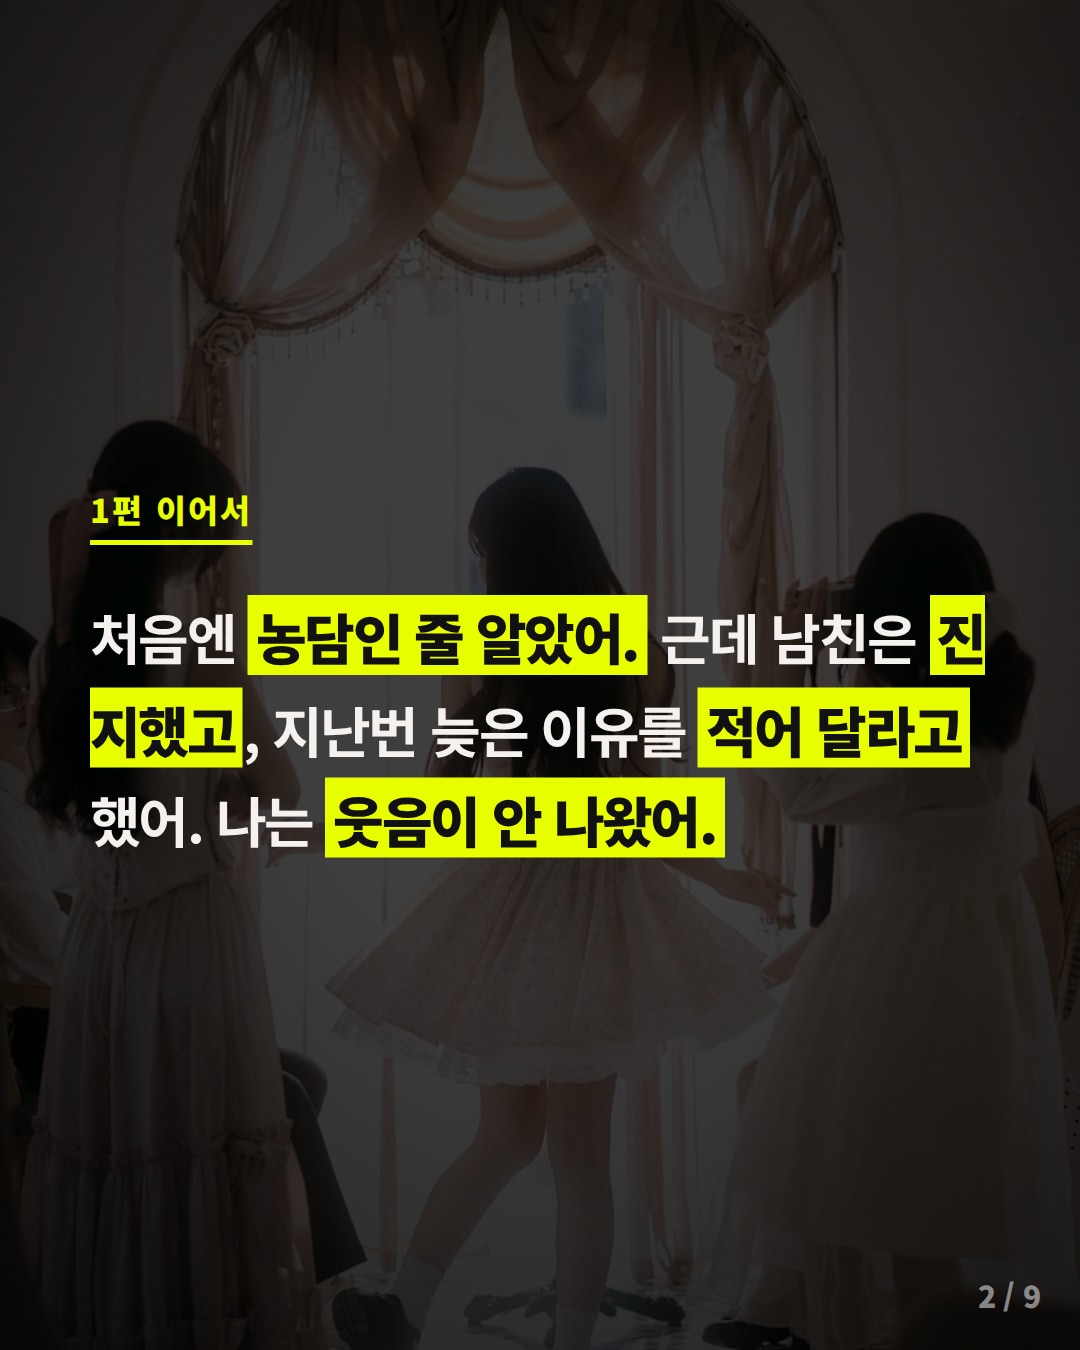 1편 이어서
처음엔 농담인 줄 알았어. 근데 남친은 진
지했고, 지난번 늦은 이유를 적어 달라고
했어. 나는 웃음이 안 나왔어.
2 / 9